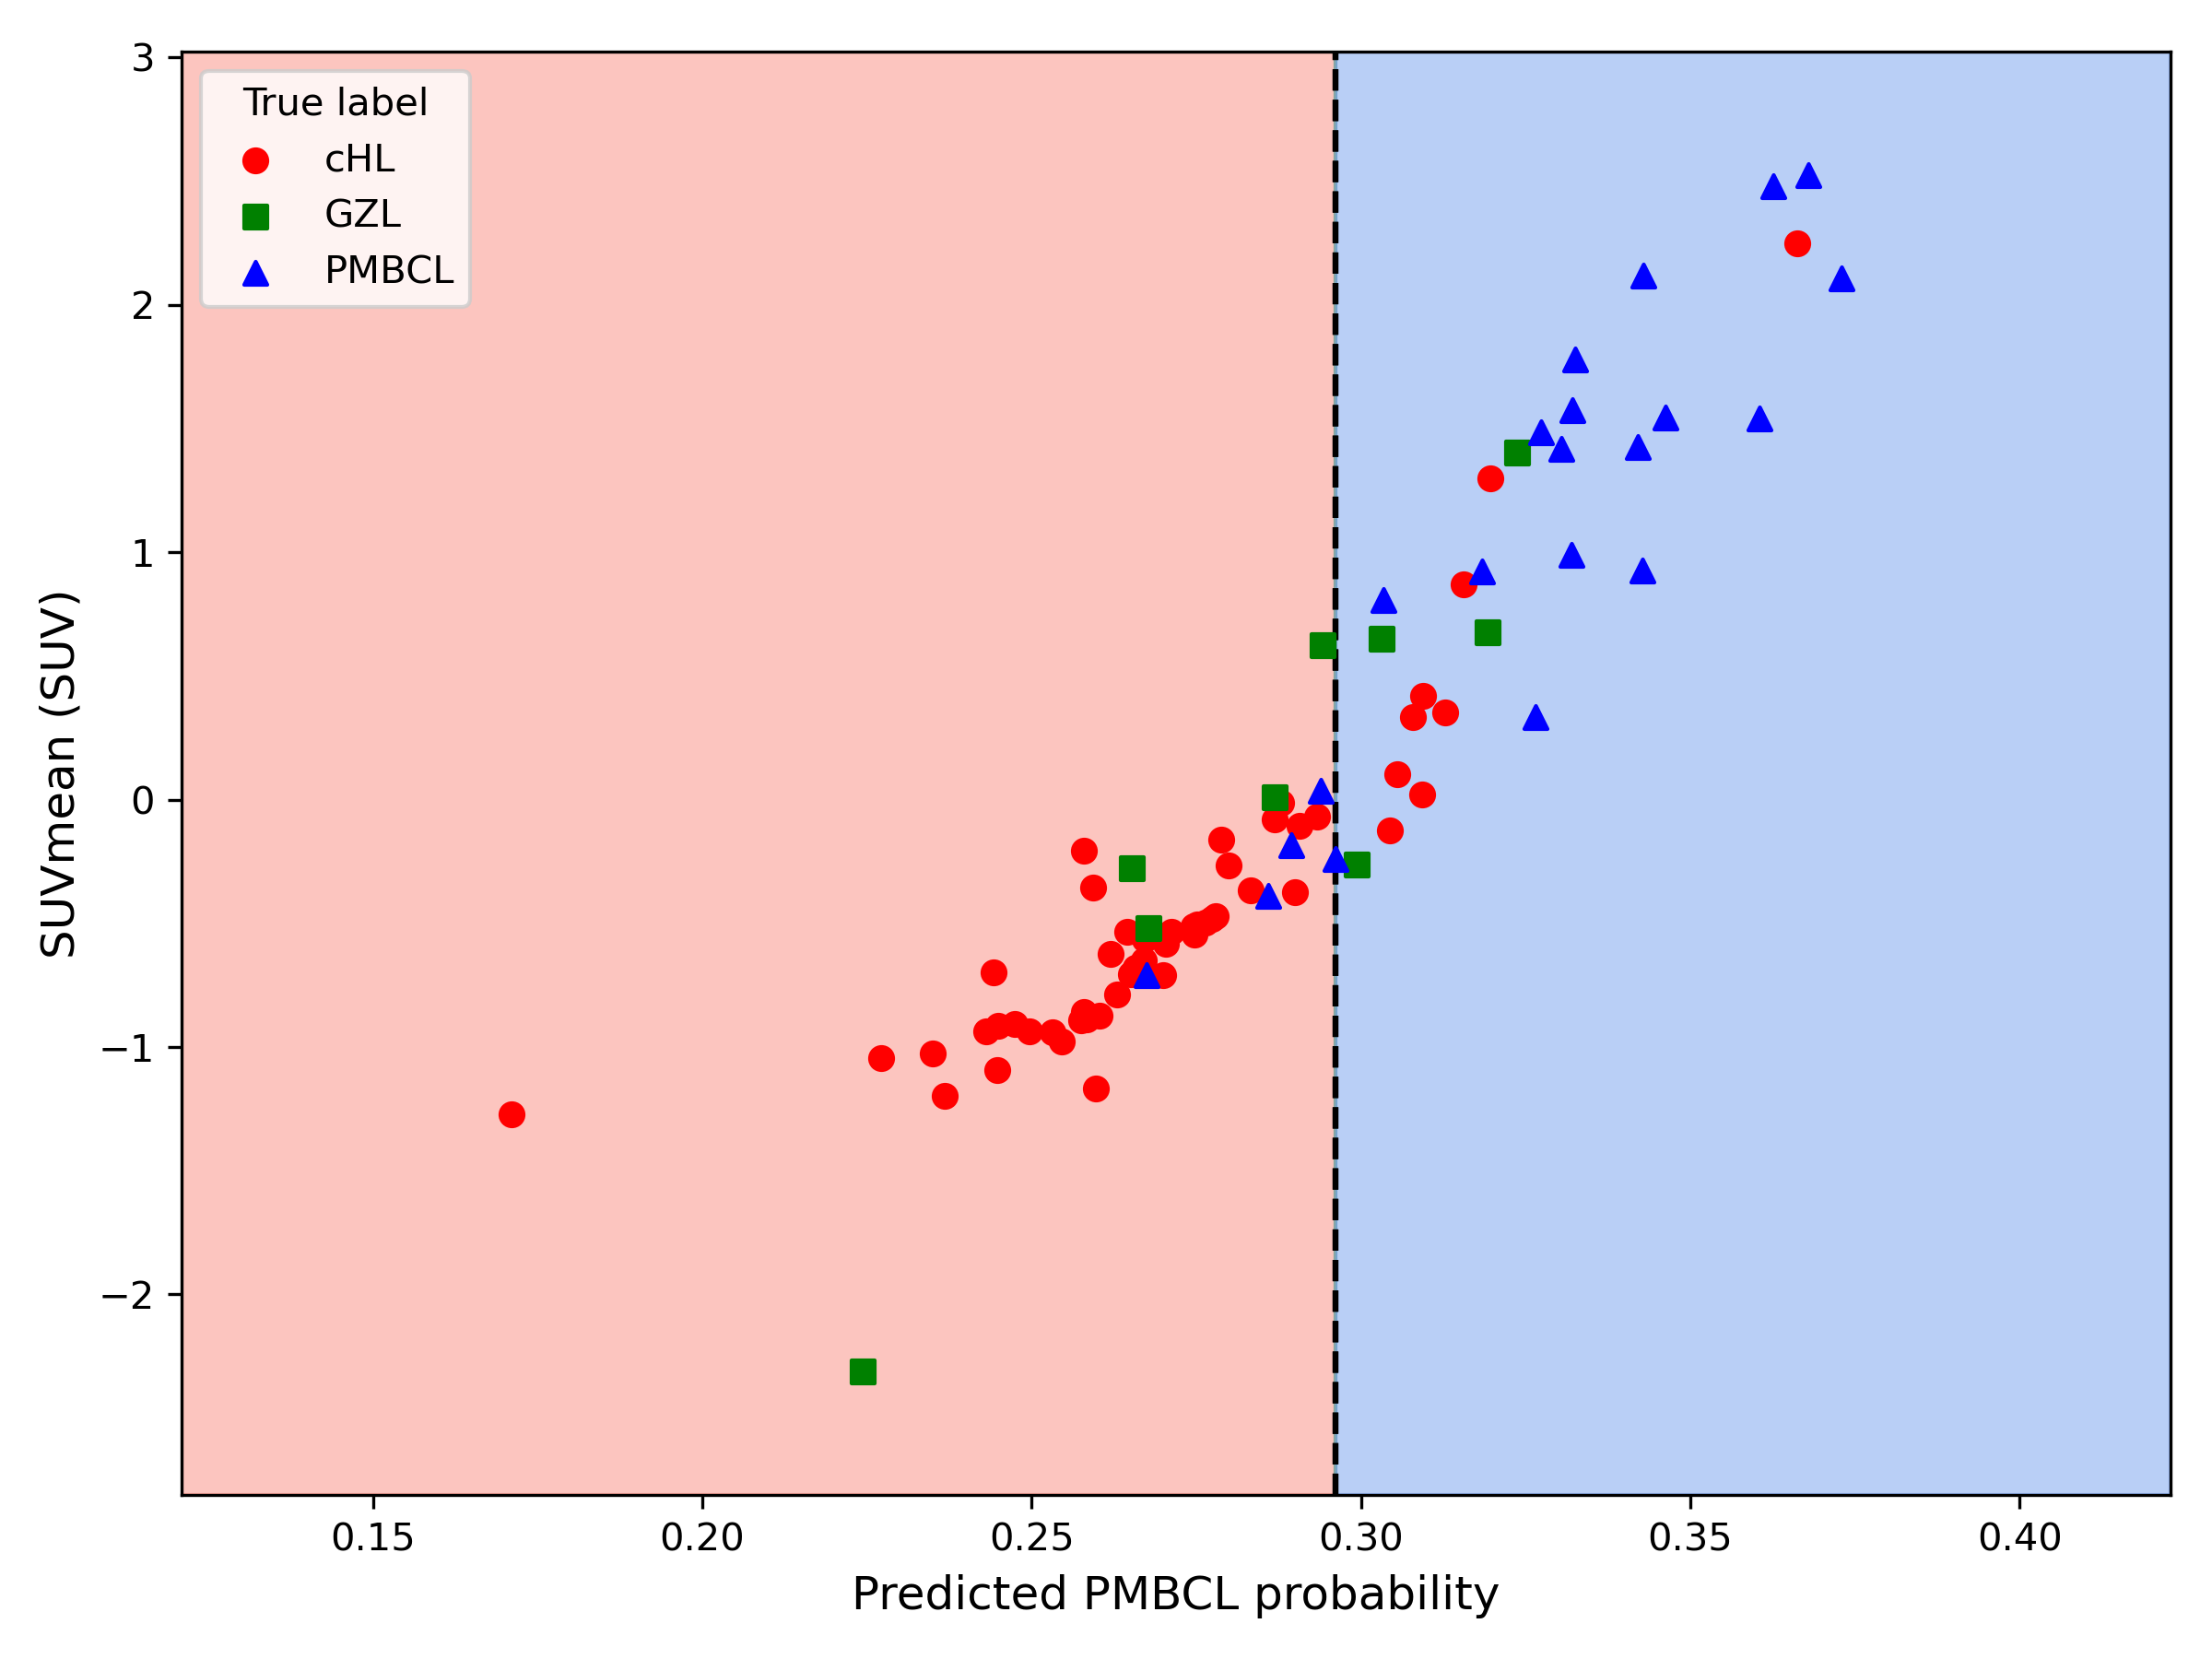 True label
cHL
GZL
PMBCL
3
2
1
0
−1
−2
SUVmean (SUV)
0.15 0.20 0.25 0.30 0.35 0.40
Predicted PMBCL probability